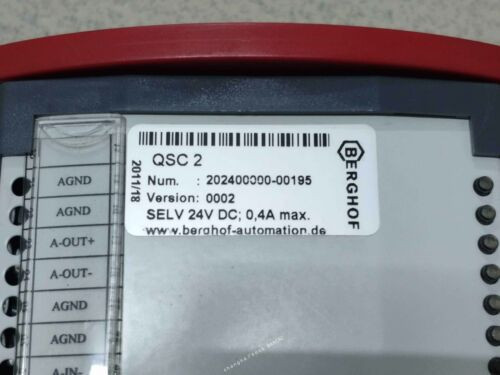 QSC 2
Num. : 202400000-00195
Version: 0002
SELV 24V DC; 0,4A max.
www.berghof-automation.de
2011/18
BERGHOF
AGND
AGND
A-OUT+
A-OUT-
AGND
AGND
A-IN-